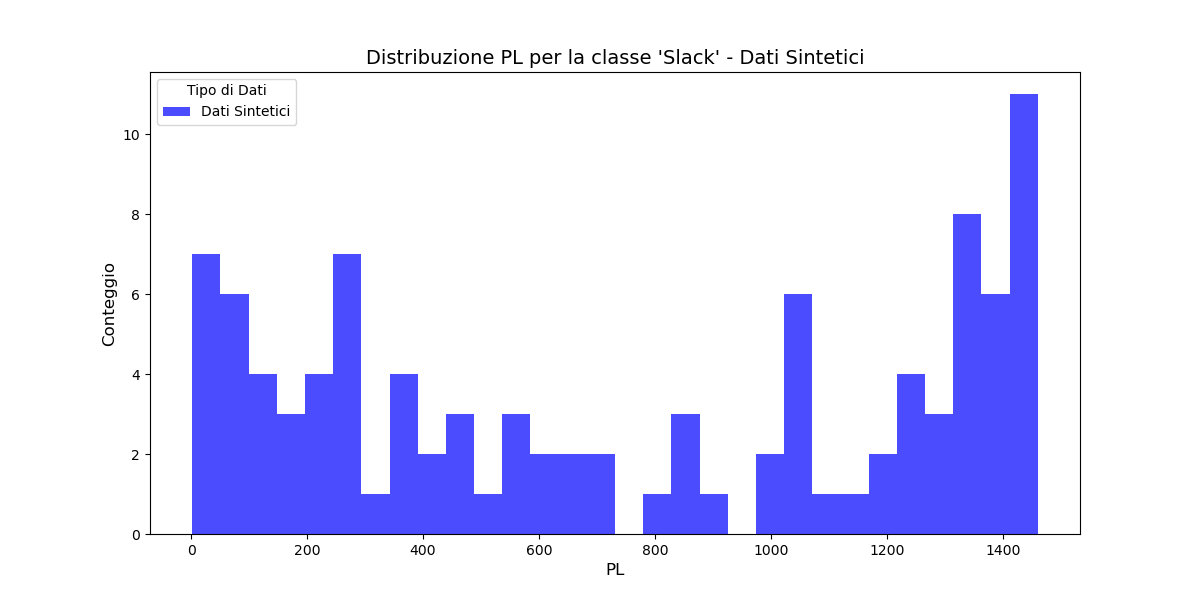 Distribuzione PL per la classe 'Slack' - Dati Sintetici
Tipo di Dati
Dati Sintetici
Conteggio
10
8
6
4
2
0
0 200 400 600 800 1000 1200 1400
PL